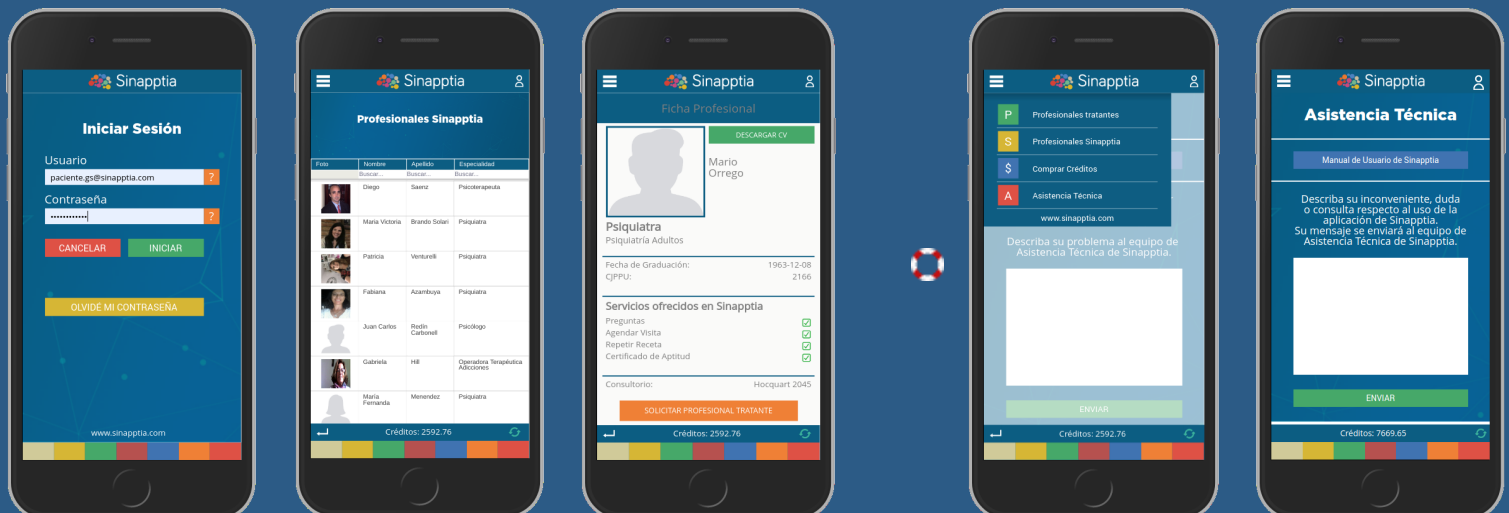 Sinapptia
Iniciar Sesión
Usuario
paciente.gs@sinapptia.com
?
Contraseña
••••••••••••
?
CANCELAR
INICIAR
OLVIDÉ MI CONTRASEÑA
www.sinapptia.com
Sinapptia
Profesionales Sinapptia
Foto Nombre Apellido Especialidad
Buscar... Buscar... Buscar...
Diego Saenz Psicoterapeuta
Maria Victoria Brando Solari Psiquiatra
Patricia Venturelli Psiquiatra
Fabiana Azambuya Psiquiatra
Juan Carlos Redín Psicólogo
Carbonell
Gabriela Hill Operadora Terapéutica
Adicciones
María Menendez Psiquiatra
Fernanda
Créditos: 2592.76
Sinapptia
Ficha Profesional
DESCARGAR CV
Mario
Orrego
Psiquiatra
Psiquiatría Adultos
Fecha de Graduación: 1963-12-08
CJPPU: 2166
Servicios ofrecidos en Sinapptia
Preguntas
Agendar Visita
Repetir Receta
Certificado de Aptitud
Consultorio: Hocquart 2045
SOLICITAR PROFESIONAL TRATANTE
Créditos: 2592.76
Sinapptia
P Profesionales tratantes
S Profesionales Sinapptia
$ Comprar Créditos
A Asistencia Técnica
www.sinapptia.com
Describa su problema al equipo de
Asistencia Técnica de Sinapptia.
ENVIAR
Créditos: 2592.76
Sinapptia
Asistencia Técnica
Manual de Usuario de Sinapptia
Describa su inconveniente, duda
o consulta respecto al uso de la
aplicación de Sinapptia.
Su mensaje se enviará al equipo de
Asistencia Técnica de Sinapptia.
ENVIAR
Créditos: 7669.65